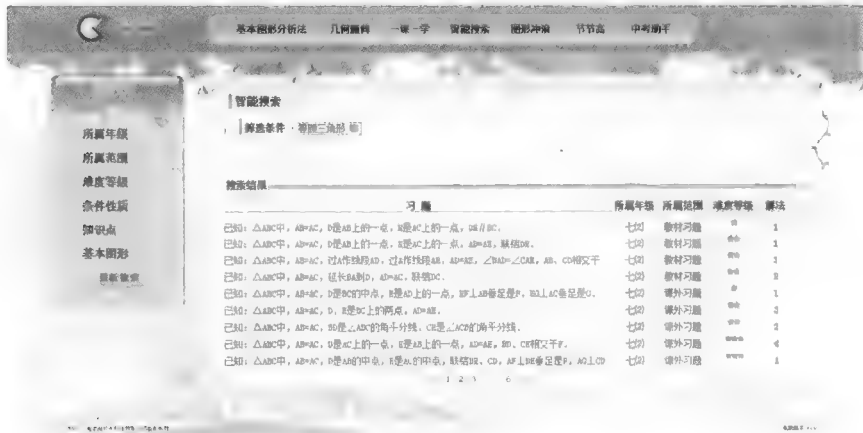 基本图形分析法 几何 一课一学 智能搜索 图形冲浪 节节高 中考助手
智能搜索
筛选条件 等腰三角形
所属年级
所属范围
难度等级
条件性质
知识点
基本图形
重新搜索
搜索结果
习题 所属年级 所属范围 难度等级 解法
已知：△ABC中，AB=AC，D是AB上的一点，E是AC上的一点，DE∥BC. 七(2) 教材习题 ☆ 1
已知：△ABC中，AB=AC，D是AB上的一点，E是AC上的一点，AD=AE，联结DE. 七(2) 教材习题 ☆☆ 1
已知：△ABC中，AB=AC，过A作线段AD，过A作线段AE，AD=AE，∠BAD=∠CAE，AB、CD相交于 七(2) 教材习题 ☆☆
已知：△ABC中，AB=AC，延长BA到D，AD=AC，联结DC. 七(2) 教材习题 ☆☆ 2
已知：△ABC中，AB=AC，D是BC的中点，E是AD上的一点，EF⊥AB垂足是F，EG⊥AC垂足是G. 七(2) 课外习题 ☆ 1
已知：△ABC中，AB=AC，D、E是BC上的两点，AD=AE. 七(2) 课外习题 ☆☆ 3
已知：△ABC中，AB=AC，BD是∠ABC的角平分线，CE是∠ACB的角平分线. 七(2) 课外习题 ☆☆ 2
已知：△ABC中，AB=AC，D是AC上的一点，E是AB上的一点，AD=AE，BD、CE相交于F. 七(2) 课外习题 ☆☆☆ 4
已知：△ABC中，AB=AC，D是AB的中点，E是AC的中点，联结BE、CD，AF⊥BE垂足是F，AG⊥CD 七(2) 课外习题 ☆☆☆ 1
1 2 3 6